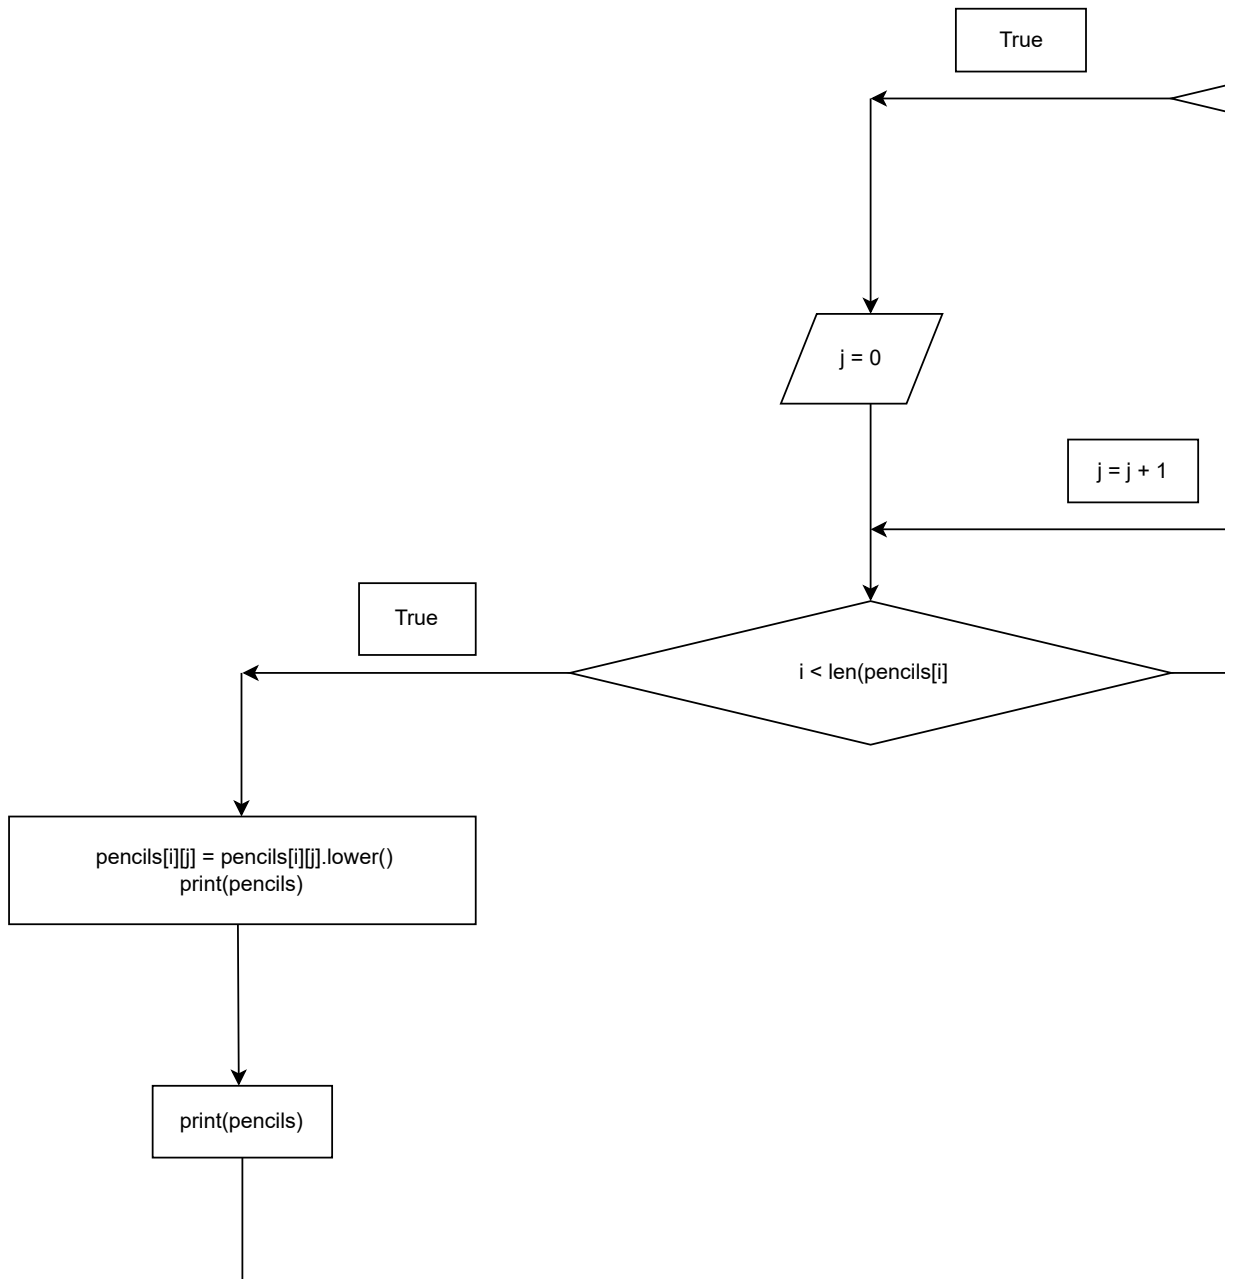 True
j = 0
j = j + 1
True
i < len(pencils[i]
pencils[i][j] = pencils[i][j].lower()
print(pencils)
print(pencils)